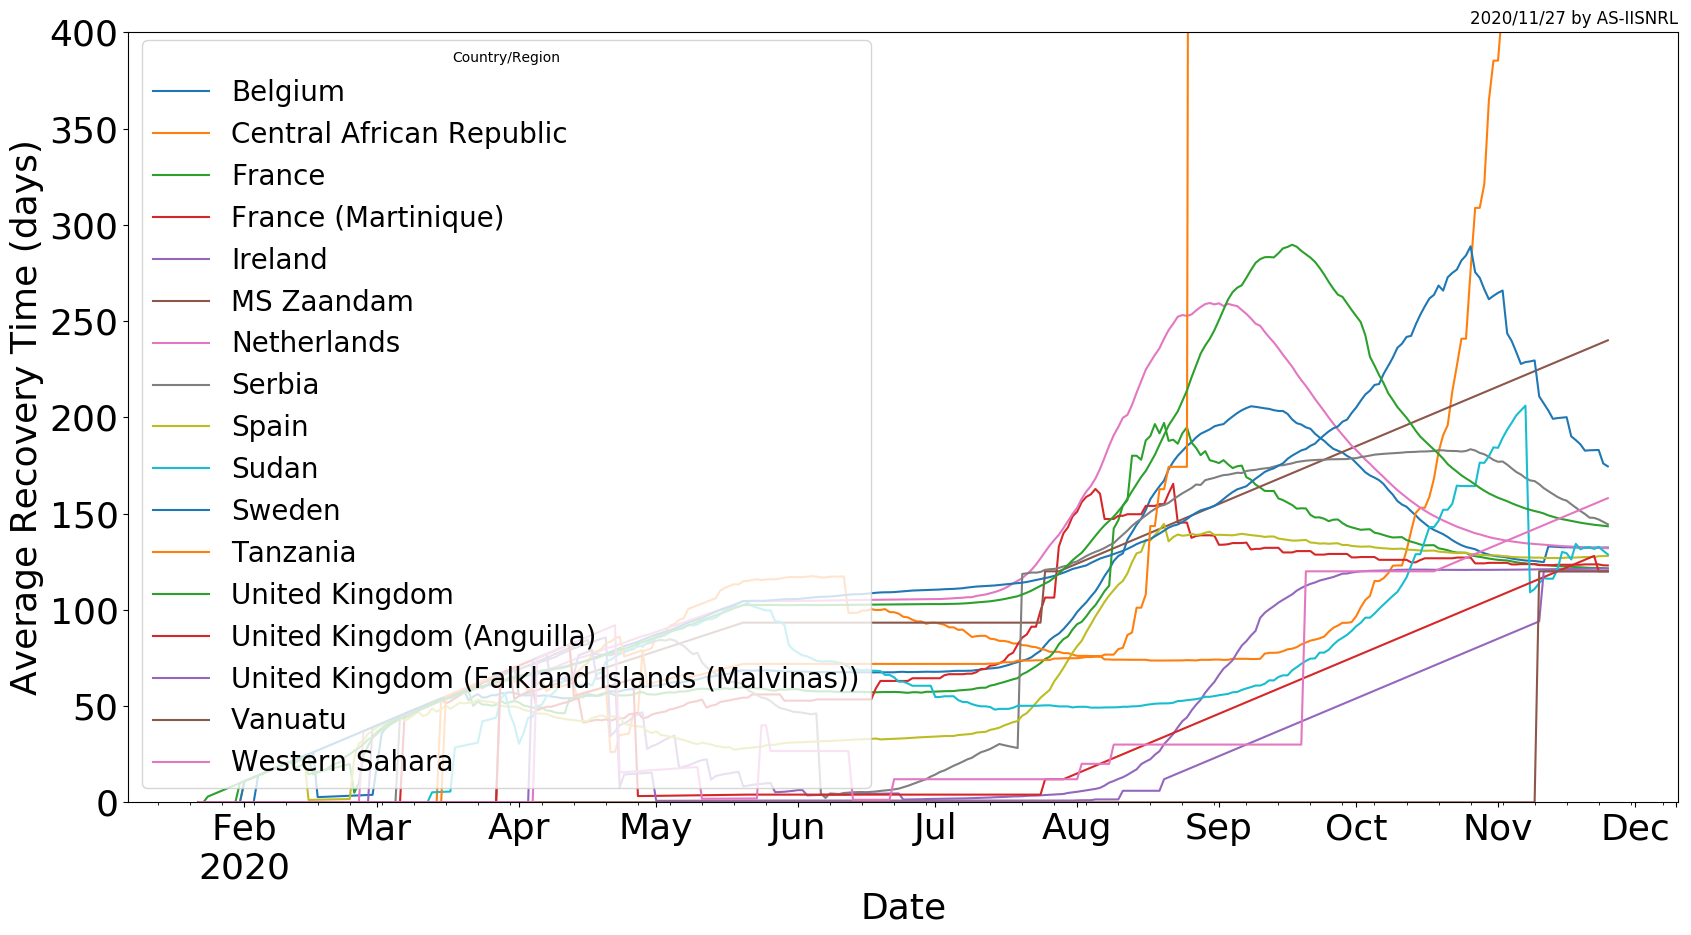 2020/11/27 by AS-IISNRL
Country/Region
Belgium
Central African Republic
France
France (Martinique)
Ireland
MS Zaandam
Netherlands
Serbia
Spain
Sudan
Sweden
Tanzania
United Kingdom
United Kingdom (Anguilla)
United Kingdom (Falkland Islands (Malvinas))
Vanuatu
Western Sahara
Average Recovery Time (days)
400
350
300
250
200
150
100
50
0
Feb Mar Apr May Jun Jul Aug Sep Oct Nov Dec
2020
Date